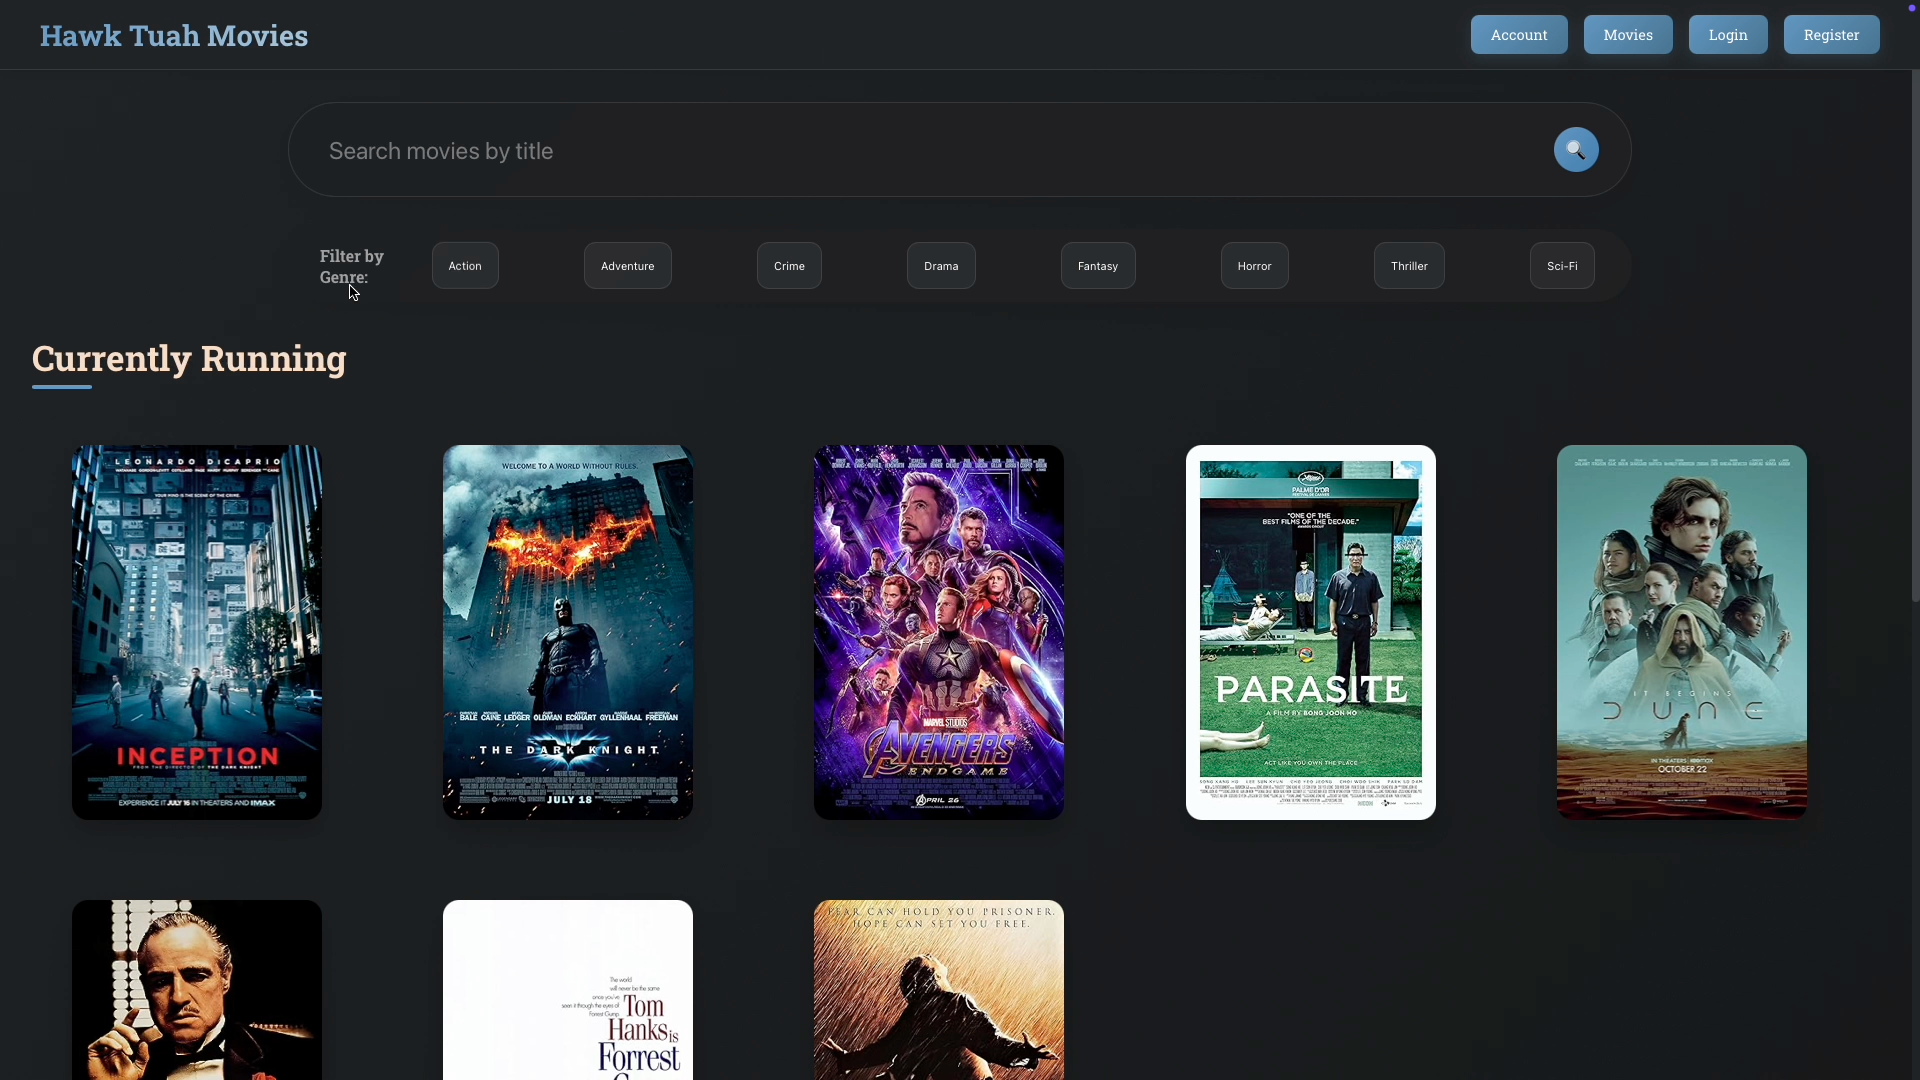 Hawk Tuah Movies
Account
Movies
Login
Register
Search movies by title
Filter by
Genre:
Action
Adventure
Crime
Drama
Fantasy
Horror
Thriller
Sci-Fi
Currently Running
LEONARDO DICAPRIO
YOUR MIND IS THE SCENE OF THE CRIME.
INCEPTION
FROM THE DIRECTOR OF THE DARK KNIGHT
EXPERIENCE IT JULY 16 IN THEATERS AND IMAX
WELCOME TO A WORLD WITHOUT RULES.
BALE CAINE LEDGER OLDMAN ECKHART GYLLENHAAL FREEMAN
THE DARK KNIGHT
JULY 18
MARVEL STUDIOS
AVENGERS
ENDGAME
APRIL 26
PALME D'OR
FESTIVAL DE CANNES
"ONE OF THE
BEST FILMS OF THE DECADE."
PARASITE
A FILM BY BONG JOON HO
ACT LIKE YOU OWN THE PLACE
IT BEGINS
DUNE
IN THEATERS
OCTOBER 22
The world
will never be the same
once you've
seen it through the eyes of
Forrest Gump.
Tom
Hanks is
Forrest
FEAR CAN HOLD YOU PRISONER.
HOPE CAN SET YOU FREE.